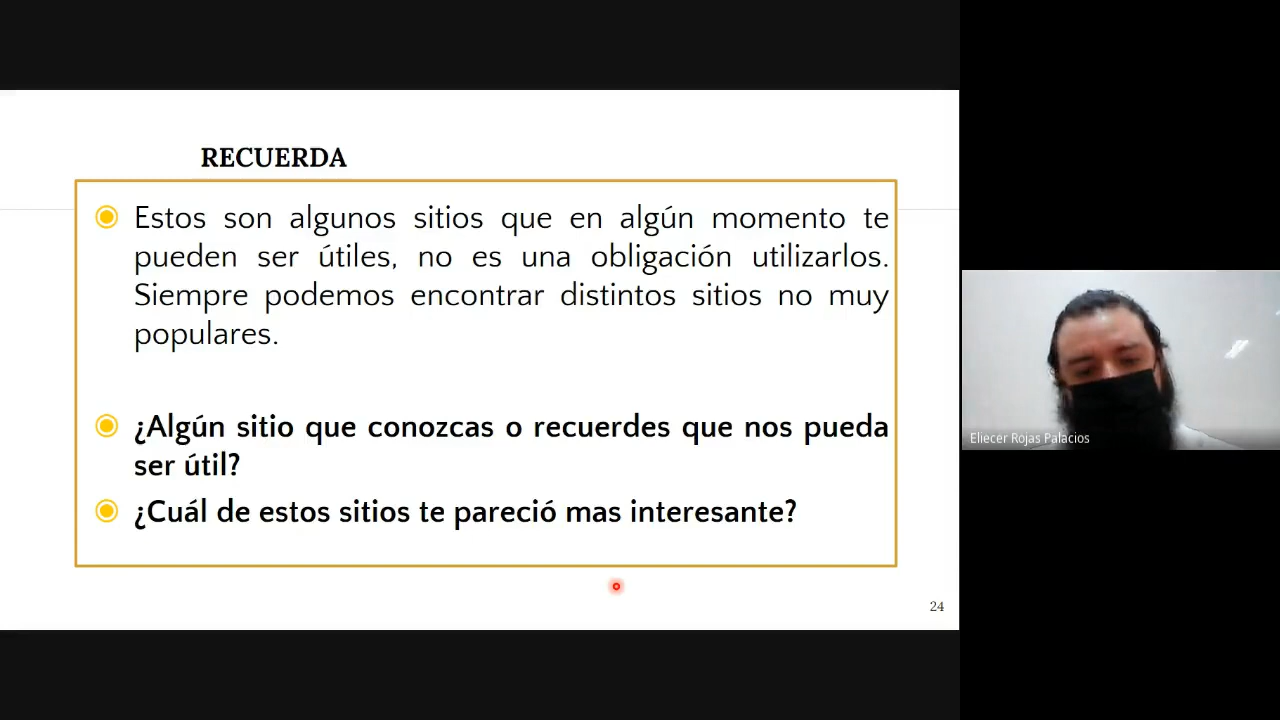 RECUERDA
Estos son algunos sitios que en algún momento te
pueden ser útiles, no es una obligación utilizarlos.
Siempre podemos encontrar distintos sitios no muy
populares.
¿Algún sitio que conozcas o recuerdes que nos pueda
ser útil?
¿Cuál de estos sitios te pareció mas interesante?
24
Eliecer Rojas Palacios